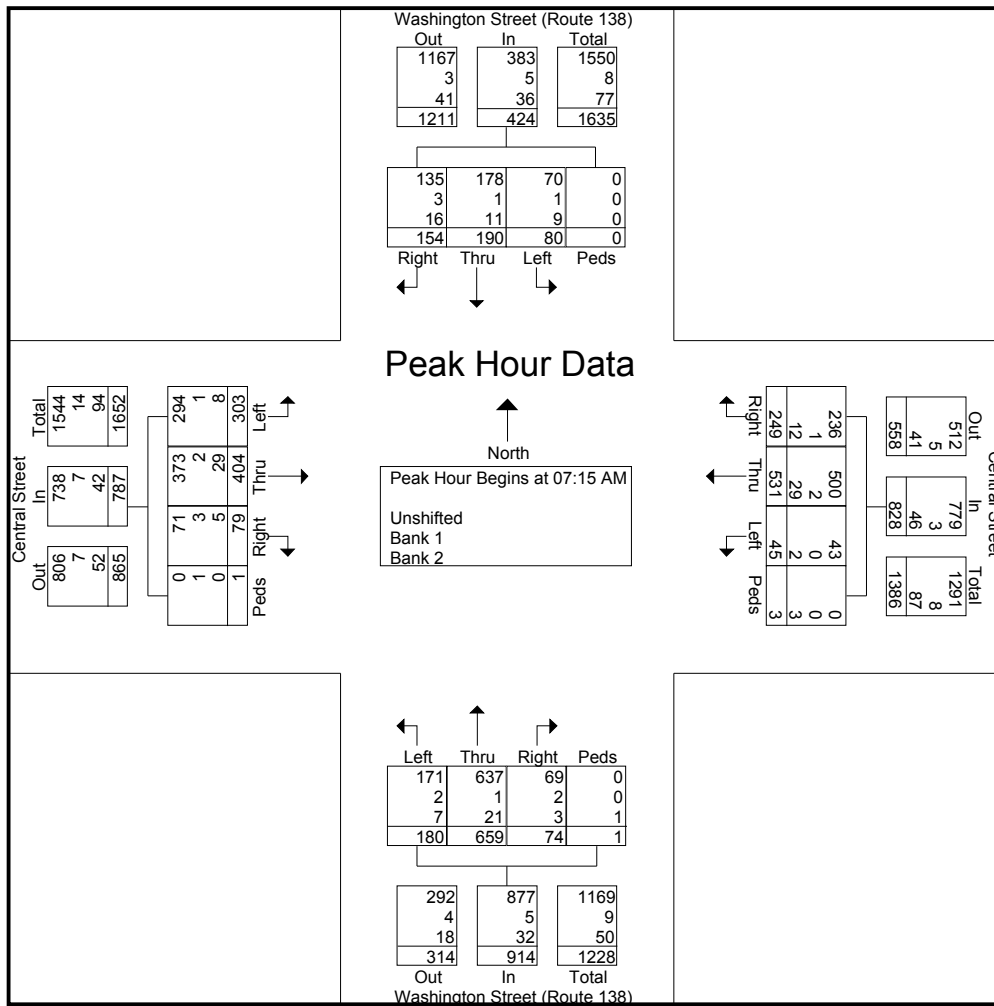 Washington Street (Route 138)
Out In Total
1167 383 1550
3 5 8
41 36 77
1211 424 1635
135 178 70 0
3 1 1 0
16 11 9 0
154 190 80 0
Right Thru Left Peds
Peak Hour Data
North
Peak Hour Begins at 07:15 AM
Unshifted
Bank 1
Bank 2
Central Street
Out In Total
806 738 1544
7 7 14
52 42 94
865 787 1652
294 373 71 0
1 2 3 1
8 29 5 0
303 404 79 1
Left Thru Right Peds
Central Street
Out In Total
512 779 1291
5 3 8
41 46 87
558 828 1386
236 500 43 0
1 2 0 0
12 29 2 3
249 531 45 3
Right Thru Left Peds
Left Thru Right Peds
171 637 69 0
2 1 2 0
7 21 3 1
180 659 74 1
292 877 1169
4 5 9
18 32 50
314 914 1228
Out In Total
Washington Street (Route 138)